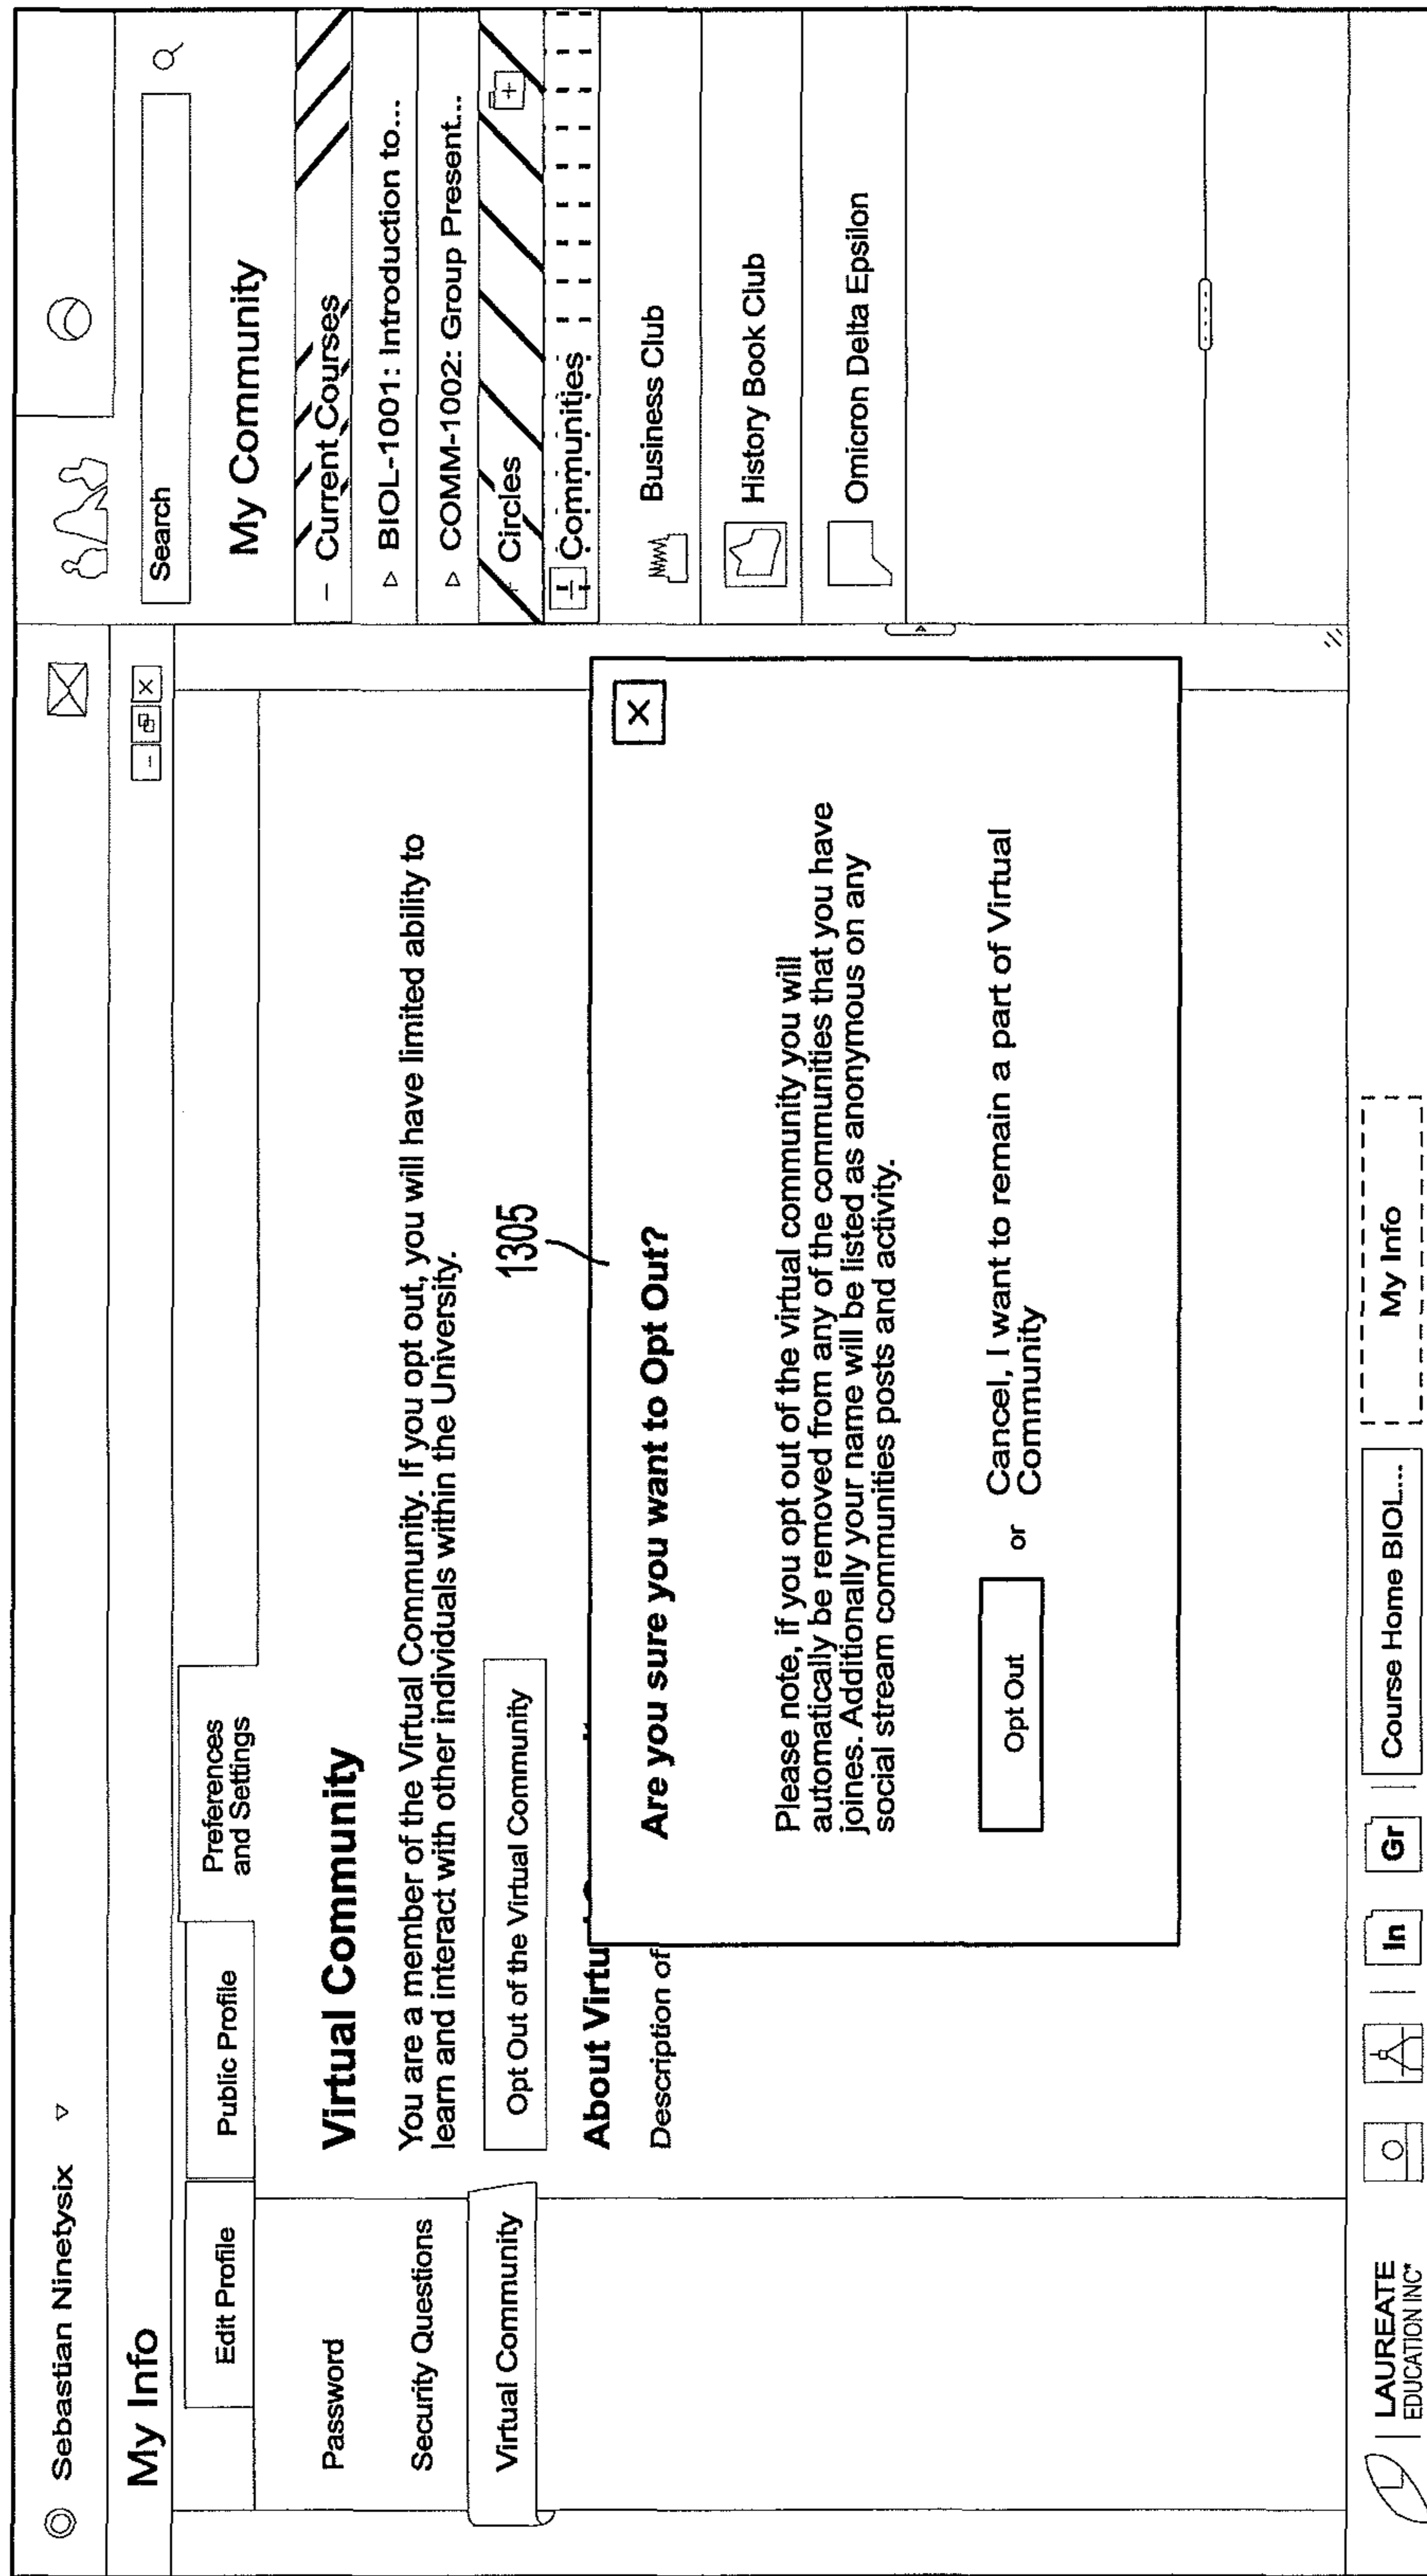 Sebastian Ninetysix
My Info
Edit Profile
Public Profile
Preferences
and Settings
Password
Security Questions
Virtual Community
Virtual Community
You are a member of the Virtual Community. If you opt out, you will have limited ability to
learn and interact with other individuals within the University.
Opt Out of the Virtual Community
About Virtu
Description of
1305
Are you sure you want to Opt Out?
X
Please note, if you opt out of the virtual community you will
automatically be removed from any of the communities that you have
joines. Additionally your name will be listed as anonymous on any
social stream communities posts and activity.
Opt Out
or
Cancel, I want to remain a part of Virtual
Community
Search
My Community
Current Courses
BIOL-1001: Introduction to...
COMM-1002: Group Present...
Circles
Communities
Business Club
History Book Club
Omicron Delta Epsilon
LAUREATE
EDUCATION INC*
In
Gr
Course Home BIOL...
My Info